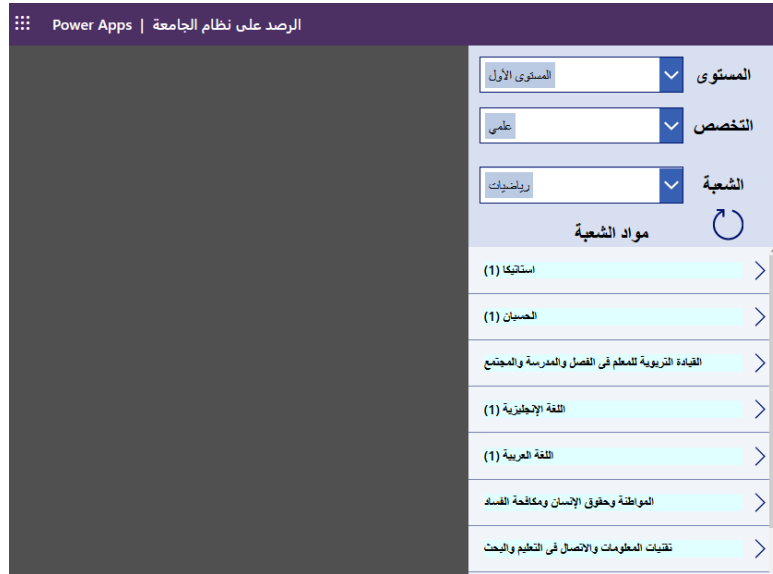 Power Apps | الرصد على نظام الجامعة
المستوى
المستوى الأول
التخصص
علمي
الشعبة
رياضيات
مواد الشعبة
استاتيكا (1)
الحسبان (1)
القيادة التربوية للمعلم فى الفصل والمدرسة والمجتمع
اللغة الإنجليزية (1)
اللغة العربية (1)
المواطنة وحقوق الإنسان ومكافحة الفساد
تقنيات المعلومات والاتصال فى التعليم والبحث